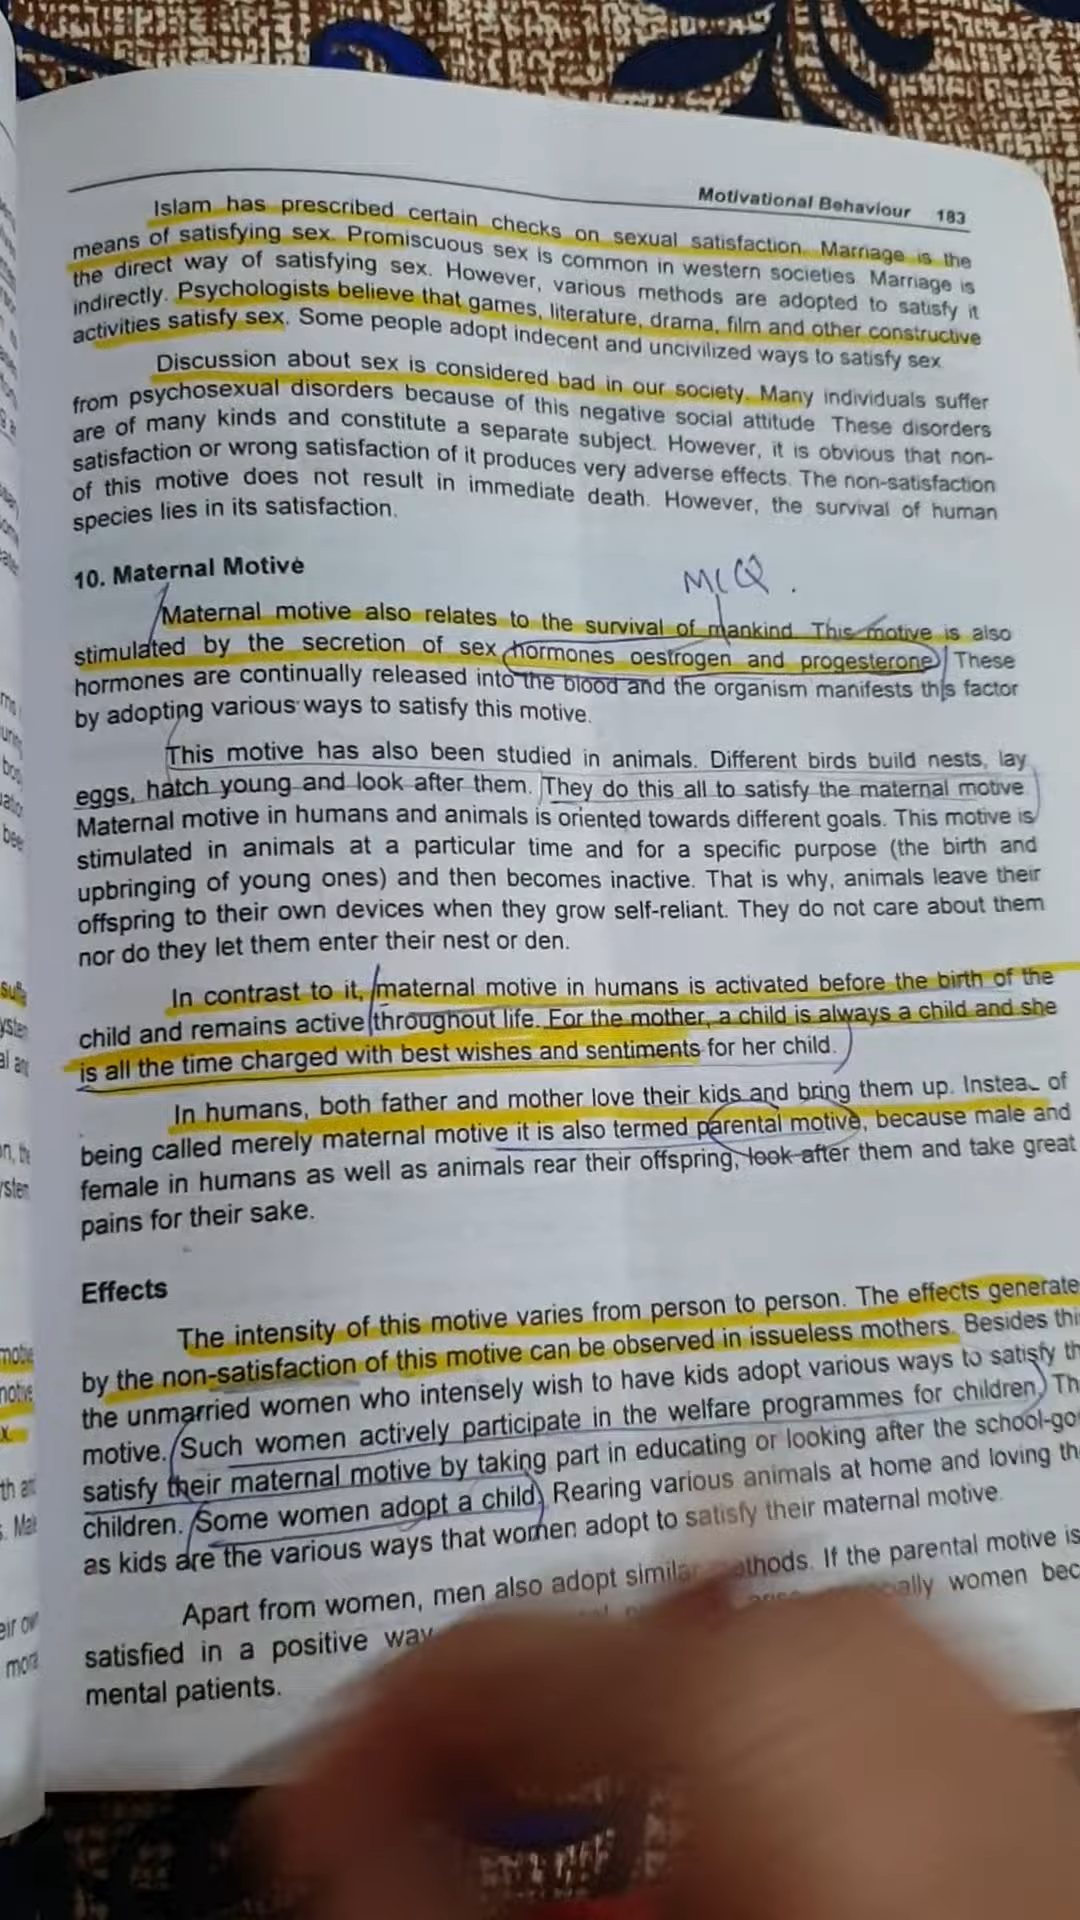 Motivational Behaviour 183
Islam has prescribed certain checks on sexual satisfaction. Marriage is the
means of satisfying sex. Promiscuous sex is common in western societies. Marriage is
the direct way of satisfying sex. However, various methods are adopted to satisfy it
indirectly. Psychologists believe that games, literature, drama, film and other constructive
activities satisfy sex. Some people adopt indecent and uncivilized ways to satisfy sex.
Discussion about sex is considered bad in our society. Many individuals suffer
from psychosexual disorders because of this negative social attitude. These disorders
are of many kinds and constitute a separate subject. However, it is obvious that non-
satisfaction or wrong satisfaction of it produces very adverse effects. The non-satisfaction
of this motive does not result in immediate death. However, the survival of human
species lies in its satisfaction.
10. Maternal Motive
MCQ.
Maternal motive also relates to the survival of mankind. This motive is also
stimulated by the secretion of sex hormones oestrogen and progesterone. These
hormones are continually released into the blood and the organism manifests this factor
by adopting various ways to satisfy this motive.
This motive has also been studied in animals. Different birds build nests, lay
eggs, hatch young and look after them. They do this all to satisfy the maternal motive.
Maternal motive in humans and animals is oriented towards different goals. This motive is
stimulated in animals at a particular time and for a specific purpose (the birth and
upbringing of young ones) and then becomes inactive. That is why, animals leave their
offspring to their own devices when they grow self-reliant. They do not care about them
nor do they let them enter their nest or den.
In contrast to it, maternal motive in humans is activated before the birth of the
child and remains active throughout life. For the mother, a child is always a child and she
is all the time charged with best wishes and sentiments for her child.
In humans, both father and mother love their kids and bring them up. Instea of
being called merely maternal motive it is also termed parental motive, because male and
female in humans as well as animals rear their offspring, look after them and take great
pains for their sake.
Effects
The intensity of this motive varies from person to person. The effects generate
by the non-satisfaction of this motive can be observed in issueless mothers. Besides thi
the unmarried women who intensely wish to have kids adopt various ways to satisfy th
motive. Such women actively participate in the welfare programmes for children. Th
satisfy their maternal motive by taking part in educating or looking after the school-go
children. Some women adopt a child. Rearing various animals at home and loving th
as kids are the various ways that women adopt to satisfy their maternal motive.
Apart from women, men also adopt similar ethods. If the parental motive is
satisfied in a positive way women bec
mental patients.